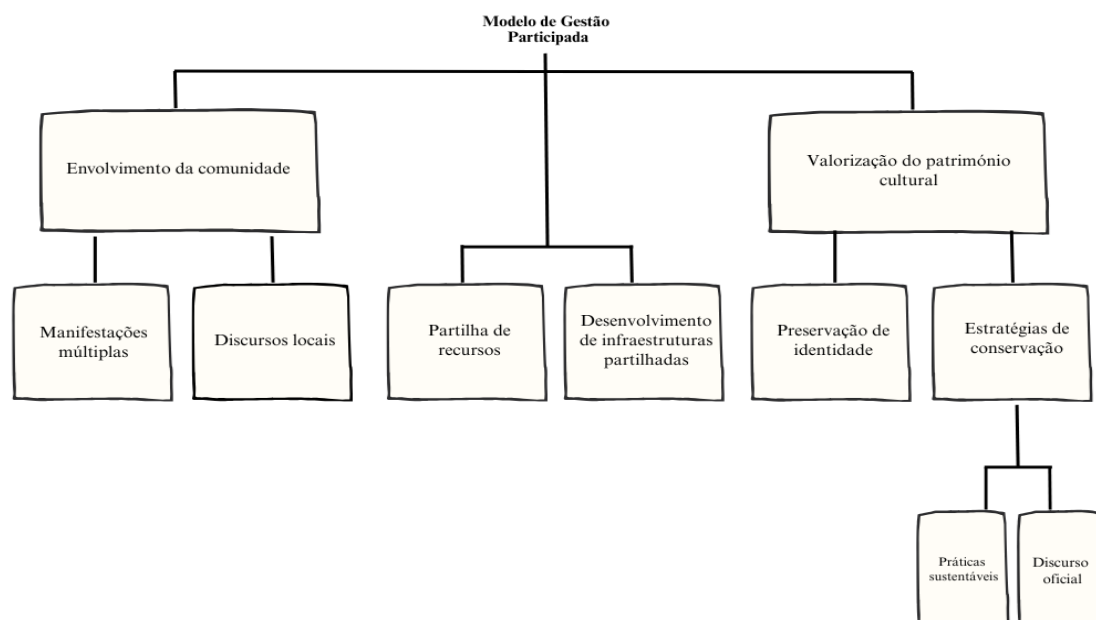 Modelo de Gestão
Participada
Envolvimento da comunidade
Valorização do património
cultural
Manifestações
múltiplas
Discursos locais
Partilha de
recursos
Desenvolvimento
de infraestruturas
partilhadas
Preservação de
identidade
Estratégias de
conservação
Práticas
sustentáveis
Discurso
oficial